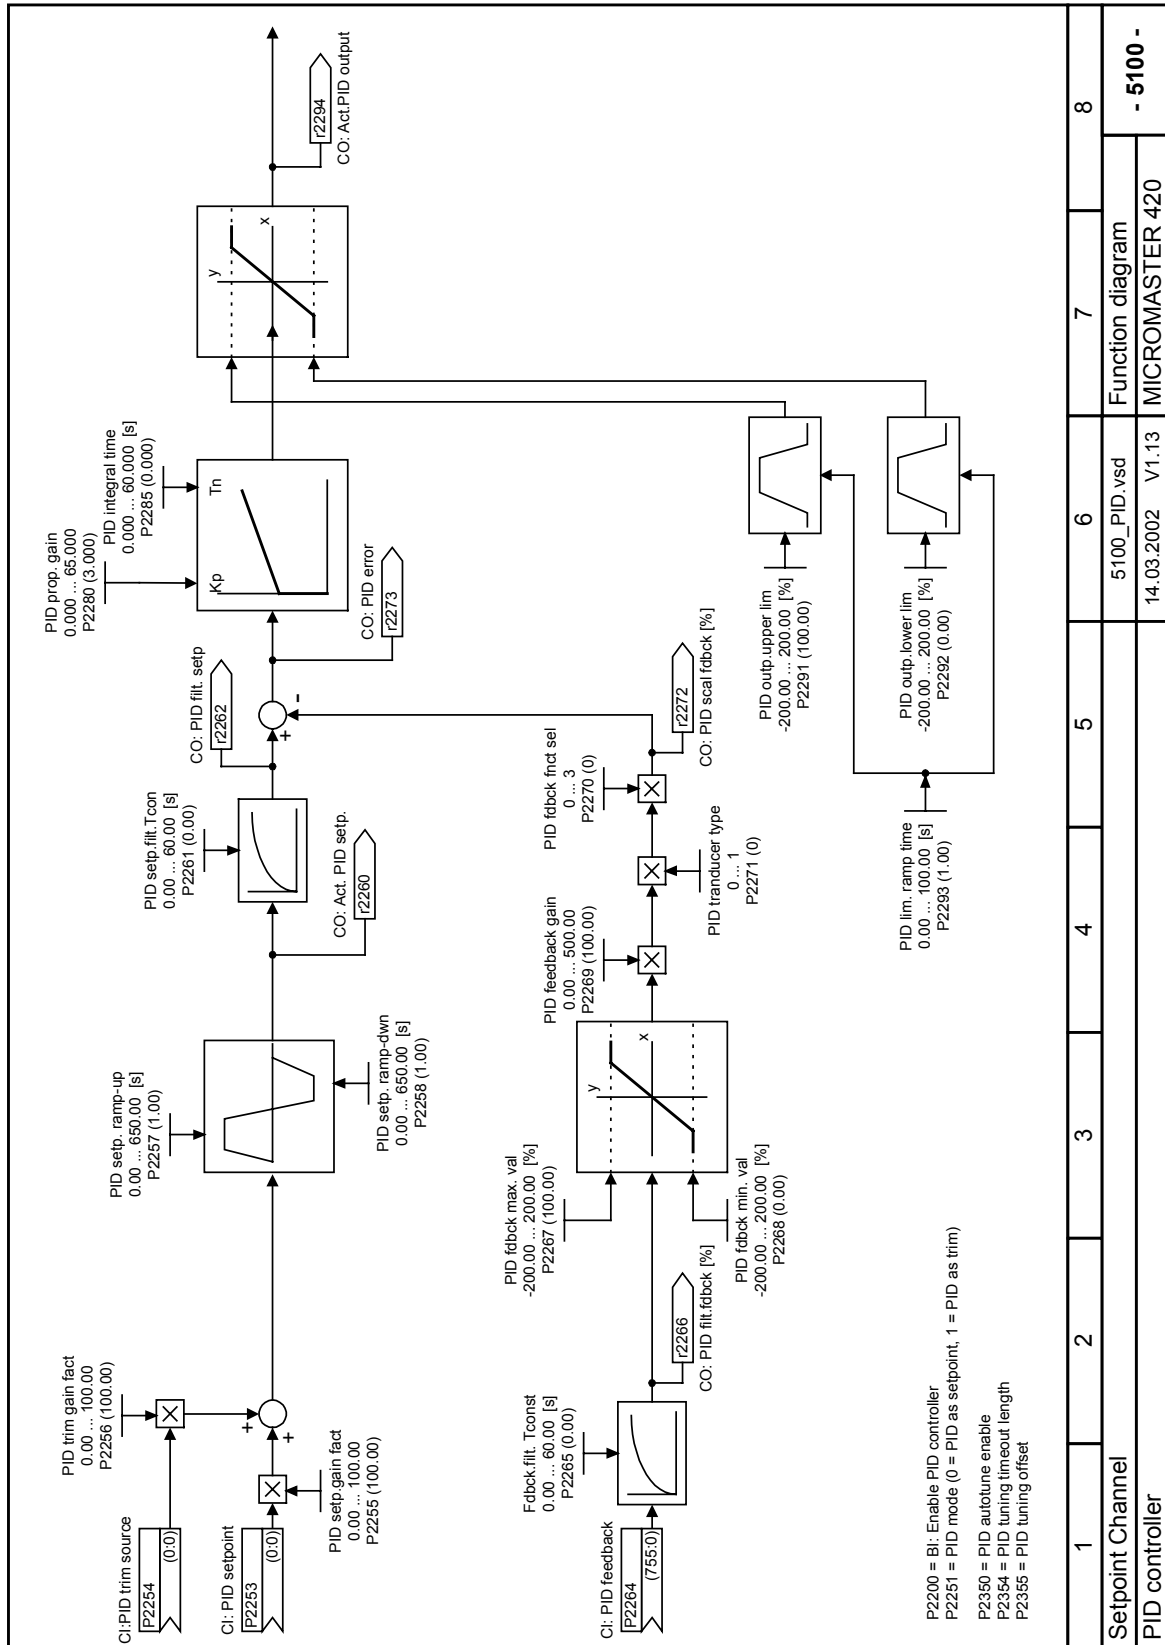 CI:PID trim source
P2254
(0:0)
PID trim gain fact
0.00 ... 100.00
P2256 (100.00)
CI: PID setpoint
P2253
(0:0)
PID setp.gain fact
0.00 ... 100.00
P2255 (100.00)
+
+
PID setp. ramp-up
0.00 ... 650.00 [s]
P2257 (1.00)
PID setp. ramp-dwn
0.00 ... 650.00 [s]
P2258 (1.00)
CO: Act. PID setp.
r2260
PID setp.filt.Tcon
0.00 ... 60.00 [s]
P2261 (0.00)
CO: PID filt. setp
r2262
+
-
CO: PID error
r2273
PID prop. gain
0.000 ... 65.000
P2280 (3.000)
PID integral time
0.000 ... 60.000 [s]
P2285 (0.000)
Kp
Tn
y
x
r2294
CO: Act.PID output
CI: PID feedback
P2264
(755:0)
Fdbck.filt. Tconst
0.00 ... 60.00 [s]
P2265 (0.00)
r2266
CO: PID filt.fdbck [%]
PID fdbck max. val
-200.00 ... 200.00 [%]
P2267 (100.00)
PID fdbck min. val
-200.00 ... 200.00 [%]
P2268 (0.00)
y
x
PID feedback gain
0.00 ... 500.00
P2269 (100.00)
PID tranducer type
0 ... 1
P2271 (0)
PID fdbck fnct sel
0 ... 3
P2270 (0)
r2272
CO: PID scal fdbck [%]
PID outp.upper lim
-200.00 ... 200.00 [%]
P2291 (100.00)
PID outp.lower lim
-200.00 ... 200.00 [%]
P2292 (0.00)
PID lim. ramp time
0.00 ... 100.00 [s]
P2293 (1.00)
P2200 = BI: Enable PID controller
P2251 = PID mode (0 = PID as setpoint, 1 = PID as trim)
P2350 = PID autotune enable
P2354 = PID tuning timeout length
P2355 = PID tuning offset
1 2 3 4 5 6 7 8
Setpoint Channel
PID controller
5100_PID.vsd
14.03.2002 V1.13
Function diagram
MICROMASTER 420
- 5100 -